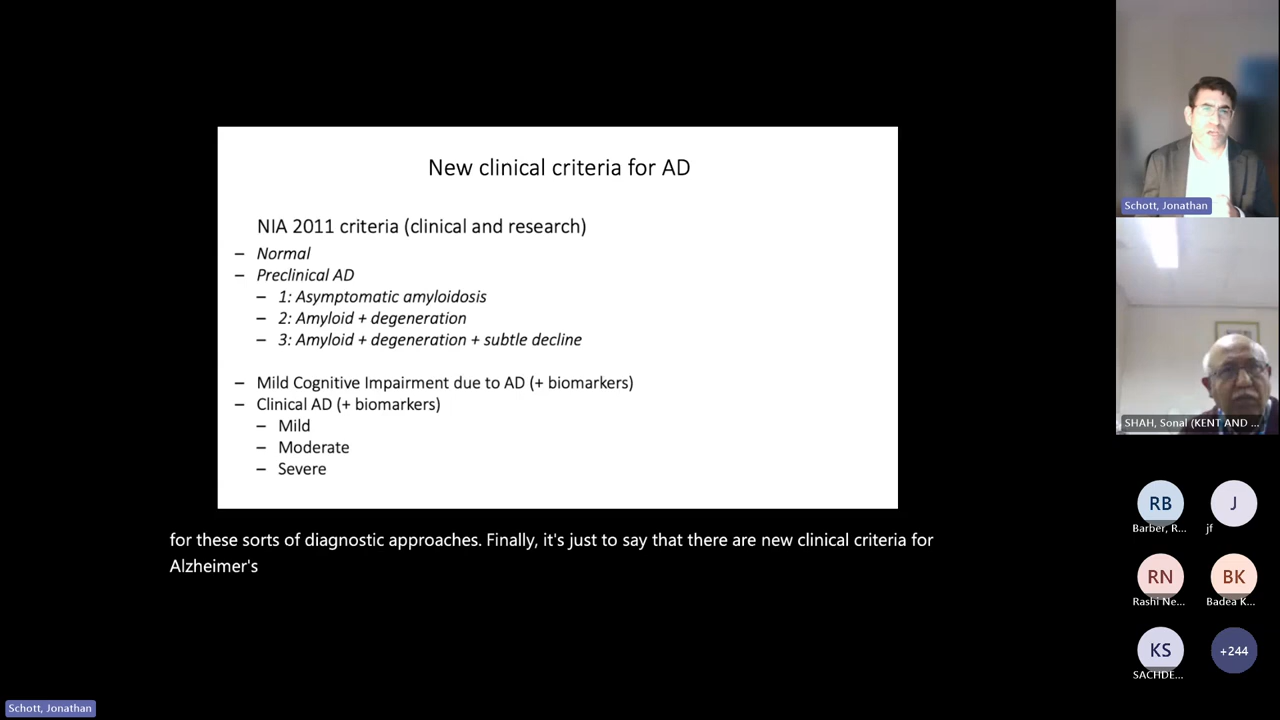 New clinical criteria for AD
NIA 2011 criteria (clinical and research)
– Normal
– Preclinical AD
– 1: Asymptomatic amyloidosis
– 2: Amyloid + degeneration
– 3: Amyloid + degeneration + subtle decline
– Mild Cognitive Impairment due to AD (+ biomarkers)
– Clinical AD (+ biomarkers)
– Mild
– Moderate
– Severe
for these sorts of diagnostic approaches. Finally, it's just to say that there are new clinical criteria for
Alzheimer's
Schott, Jonathan
SHAH, Sonal (KENT AND ...
RB
Barber, R...
J
jf
RN
Rashi Ne...
BK
Badea K...
KS
SACHDE...
+244
Schott, Jonathan